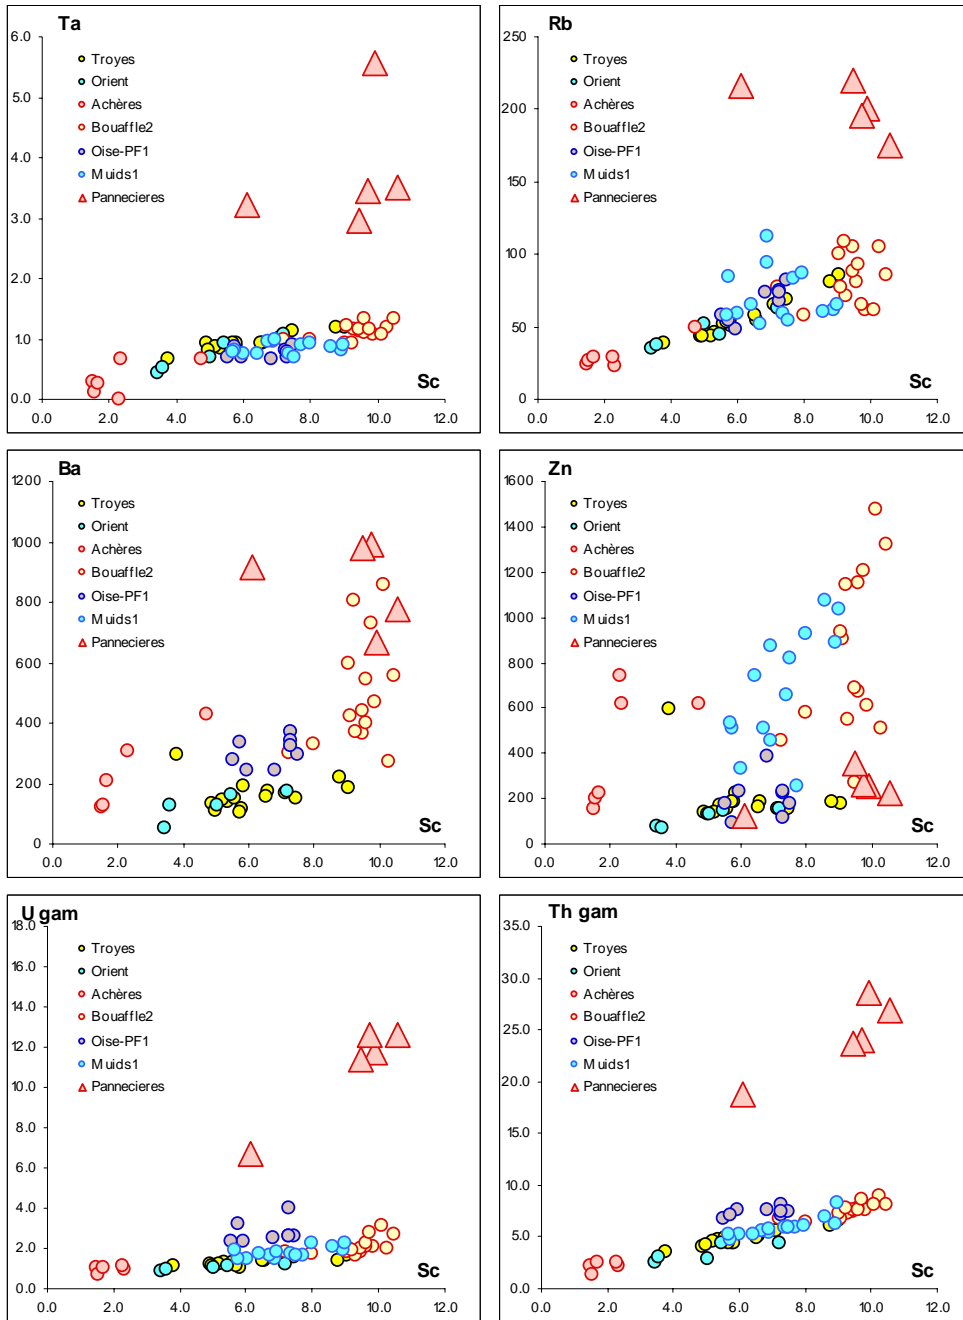 Ta
6.0
5.0
4.0
3.0
2.0
1.0
0.0
0.0 2.0 4.0 6.0 8.0 10.0 12.0
Sc
Troyes
Orient
Achères
Bouaffle2
Oise-PF1
Muids1
Pannecieres
Rb
250
200
150
100
50
0
0.0 2.0 4.0 6.0 8.0 10.0 12.0
Sc
Troyes
Orient
Achères
Bouaffle2
Oise-PF1
Muids1
Pannecieres
Ba
1200
1000
800
600
400
200
0
0.0 2.0 4.0 6.0 8.0 10.0 12.0
Sc
Troyes
Orient
Achères
Bouaffle2
Oise-PF1
Muids1
Pannecieres
Zn
1600
1400
1200
1000
800
600
400
200
0
0.0 2.0 4.0 6.0 8.0 10.0 12.0
Sc
Troyes
Orient
Achères
Bouaffle2
Oise-PF1
Muids1
Pannecieres
U gam
18.0
16.0
14.0
12.0
10.0
8.0
6.0
4.0
2.0
0.0
0.0 2.0 4.0 6.0 8.0 10.0 12.0
Sc
Troyes
Orient
Achères
Bouaffle2
Oise-PF1
Muids1
Pannecieres
Th gam
35.0
30.0
25.0
20.0
15.0
10.0
5.0
0.0
0.0 2.0 4.0 6.0 8.0 10.0 12.0
Sc
Troyes
Orient
Achères
Bouaffle2
Oise-PF1
Muids1
Pannecieres